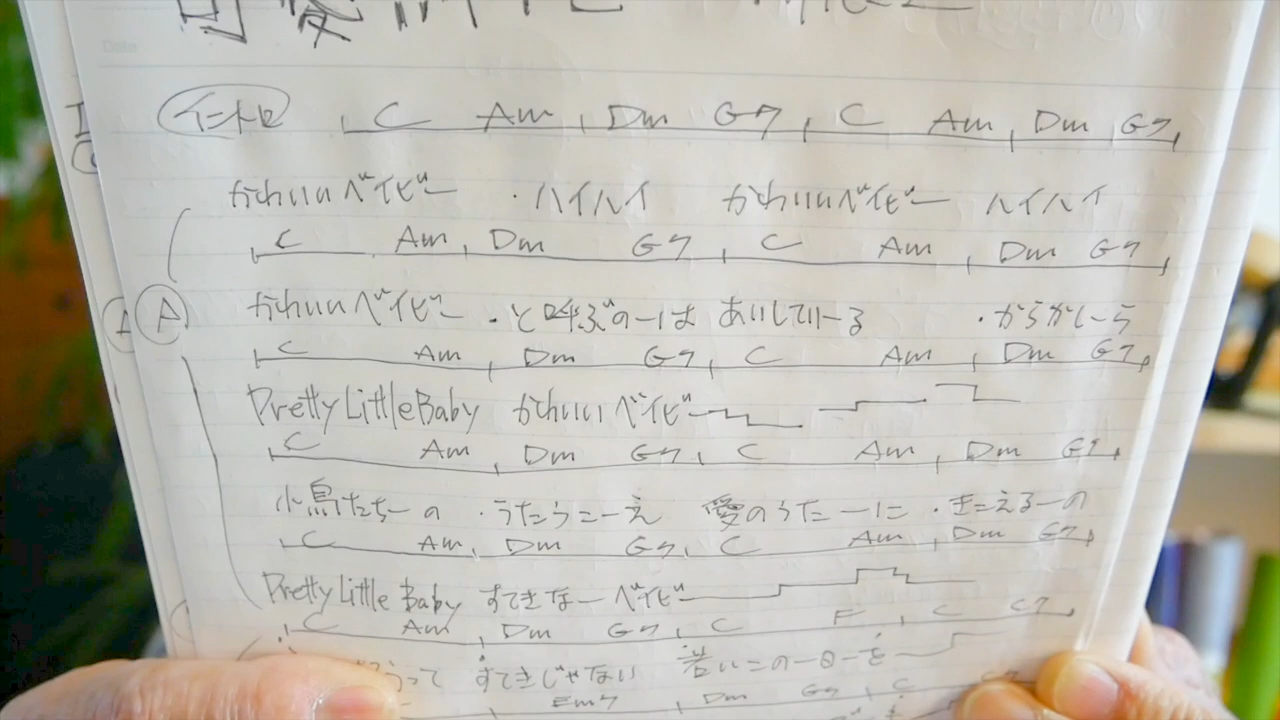 Date
イントロ C Am Dm G7 C Am Dm G7
かわいいベイビー ・ハイハイ かわいいベイビー ハイハイ
C Am Dm G7 C Am Dm G7
A
かわいいベイビー ・と呼ぶのーは あいしてーる ・からかしーら
C Am Dm G7 C Am Dm G7
Pretty Little Baby かわいいベイビー
C Am Dm G7 C Am Dm G7
小鳥たちーの ・うたうこーえ 愛のうたーに ・きこえるーの
C Am Dm G7 C Am Dm G7
Pretty Little Baby すてきなーベイビー
C Am Dm G7 C F C C7
うって すてきじゃない 若いこの一日ーを
Em7 Dm G7 C